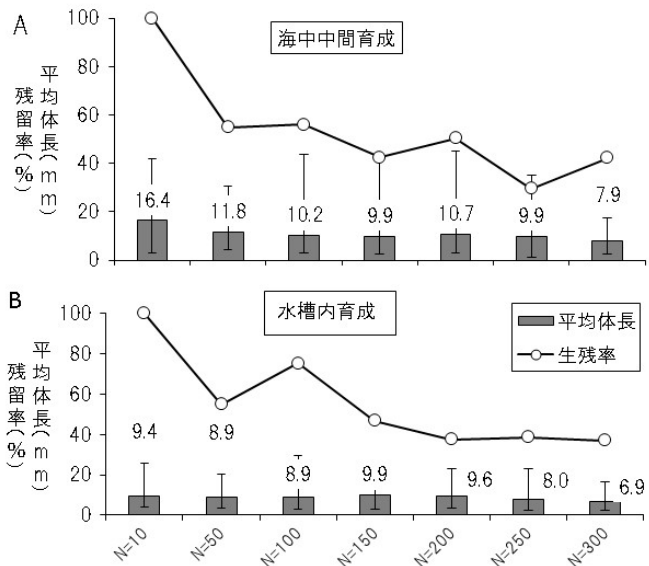 A
海中中間育成
平均体長(mm)
残留率(%)
100
80
60
40
20
0
16.4
11.8
10.2
9.9
10.7
9.9
7.9
B
水槽内育成
平均体長
生残率
平均体長(mm)
残留率(%)
100
80
60
40
20
0
9.4
8.9
8.9
9.9
9.6
8.0
6.9
N=10
N=50
N=100
N=150
N=200
N=250
N=300